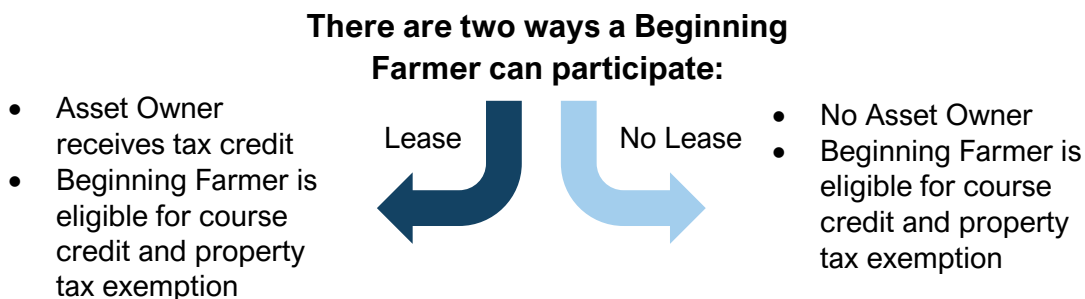 There are two ways a Beginning
Farmer can participate:
• Asset Owner
receives tax credit
• Beginning Farmer is
eligible for course
credit and property
tax exemption
Lease
No Lease
• No Asset Owner
• Beginning Farmer is
eligible for course
credit and property
tax exemption